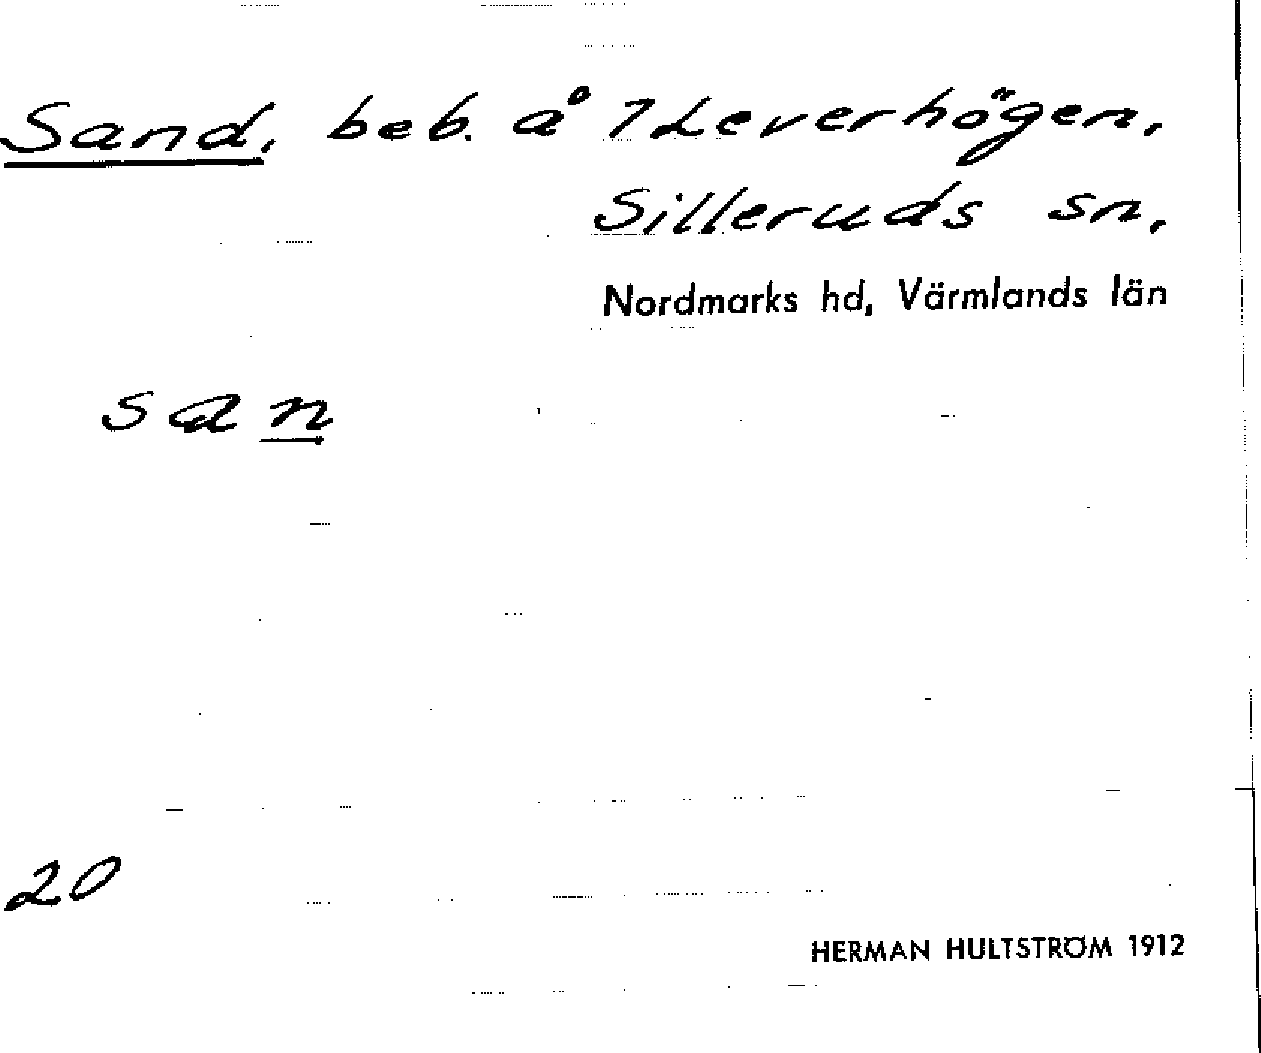 Sand, beb. å 7 Leverhögen,
Silleruds sn,
Nordmarks hd, Värmlands län
san
20
HERMAN HULTSTRÖM 1912